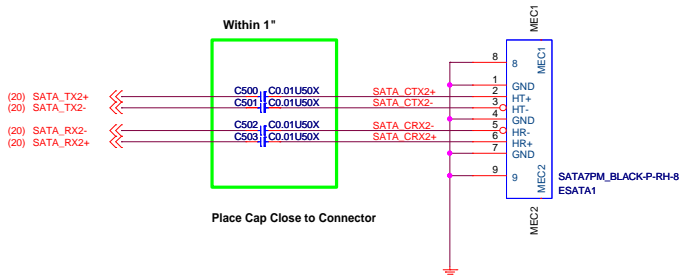 MEC1
Within 1"
8
8
MEC1
C500
C0.01U50X
SATA_CTX2+
1
GND
(20) SATA_TX2+
2
HT+
(20) SATA_TX2-
C501
C0.01U50X
SATA_CTX2-
3
HT-
4
GND
C502
C0.01U50X
SATA_CRX2-
5
HR-
(20) SATA_RX2-
(20) SATA_RX2+
C503
C0.01U50X
SATA_CRX2+
6
HR+
7
GND
9
9
MEC2
SATA7PM_BLACK-P-RH-8
ESATA1
Place Cap Close to Connector
MEC2